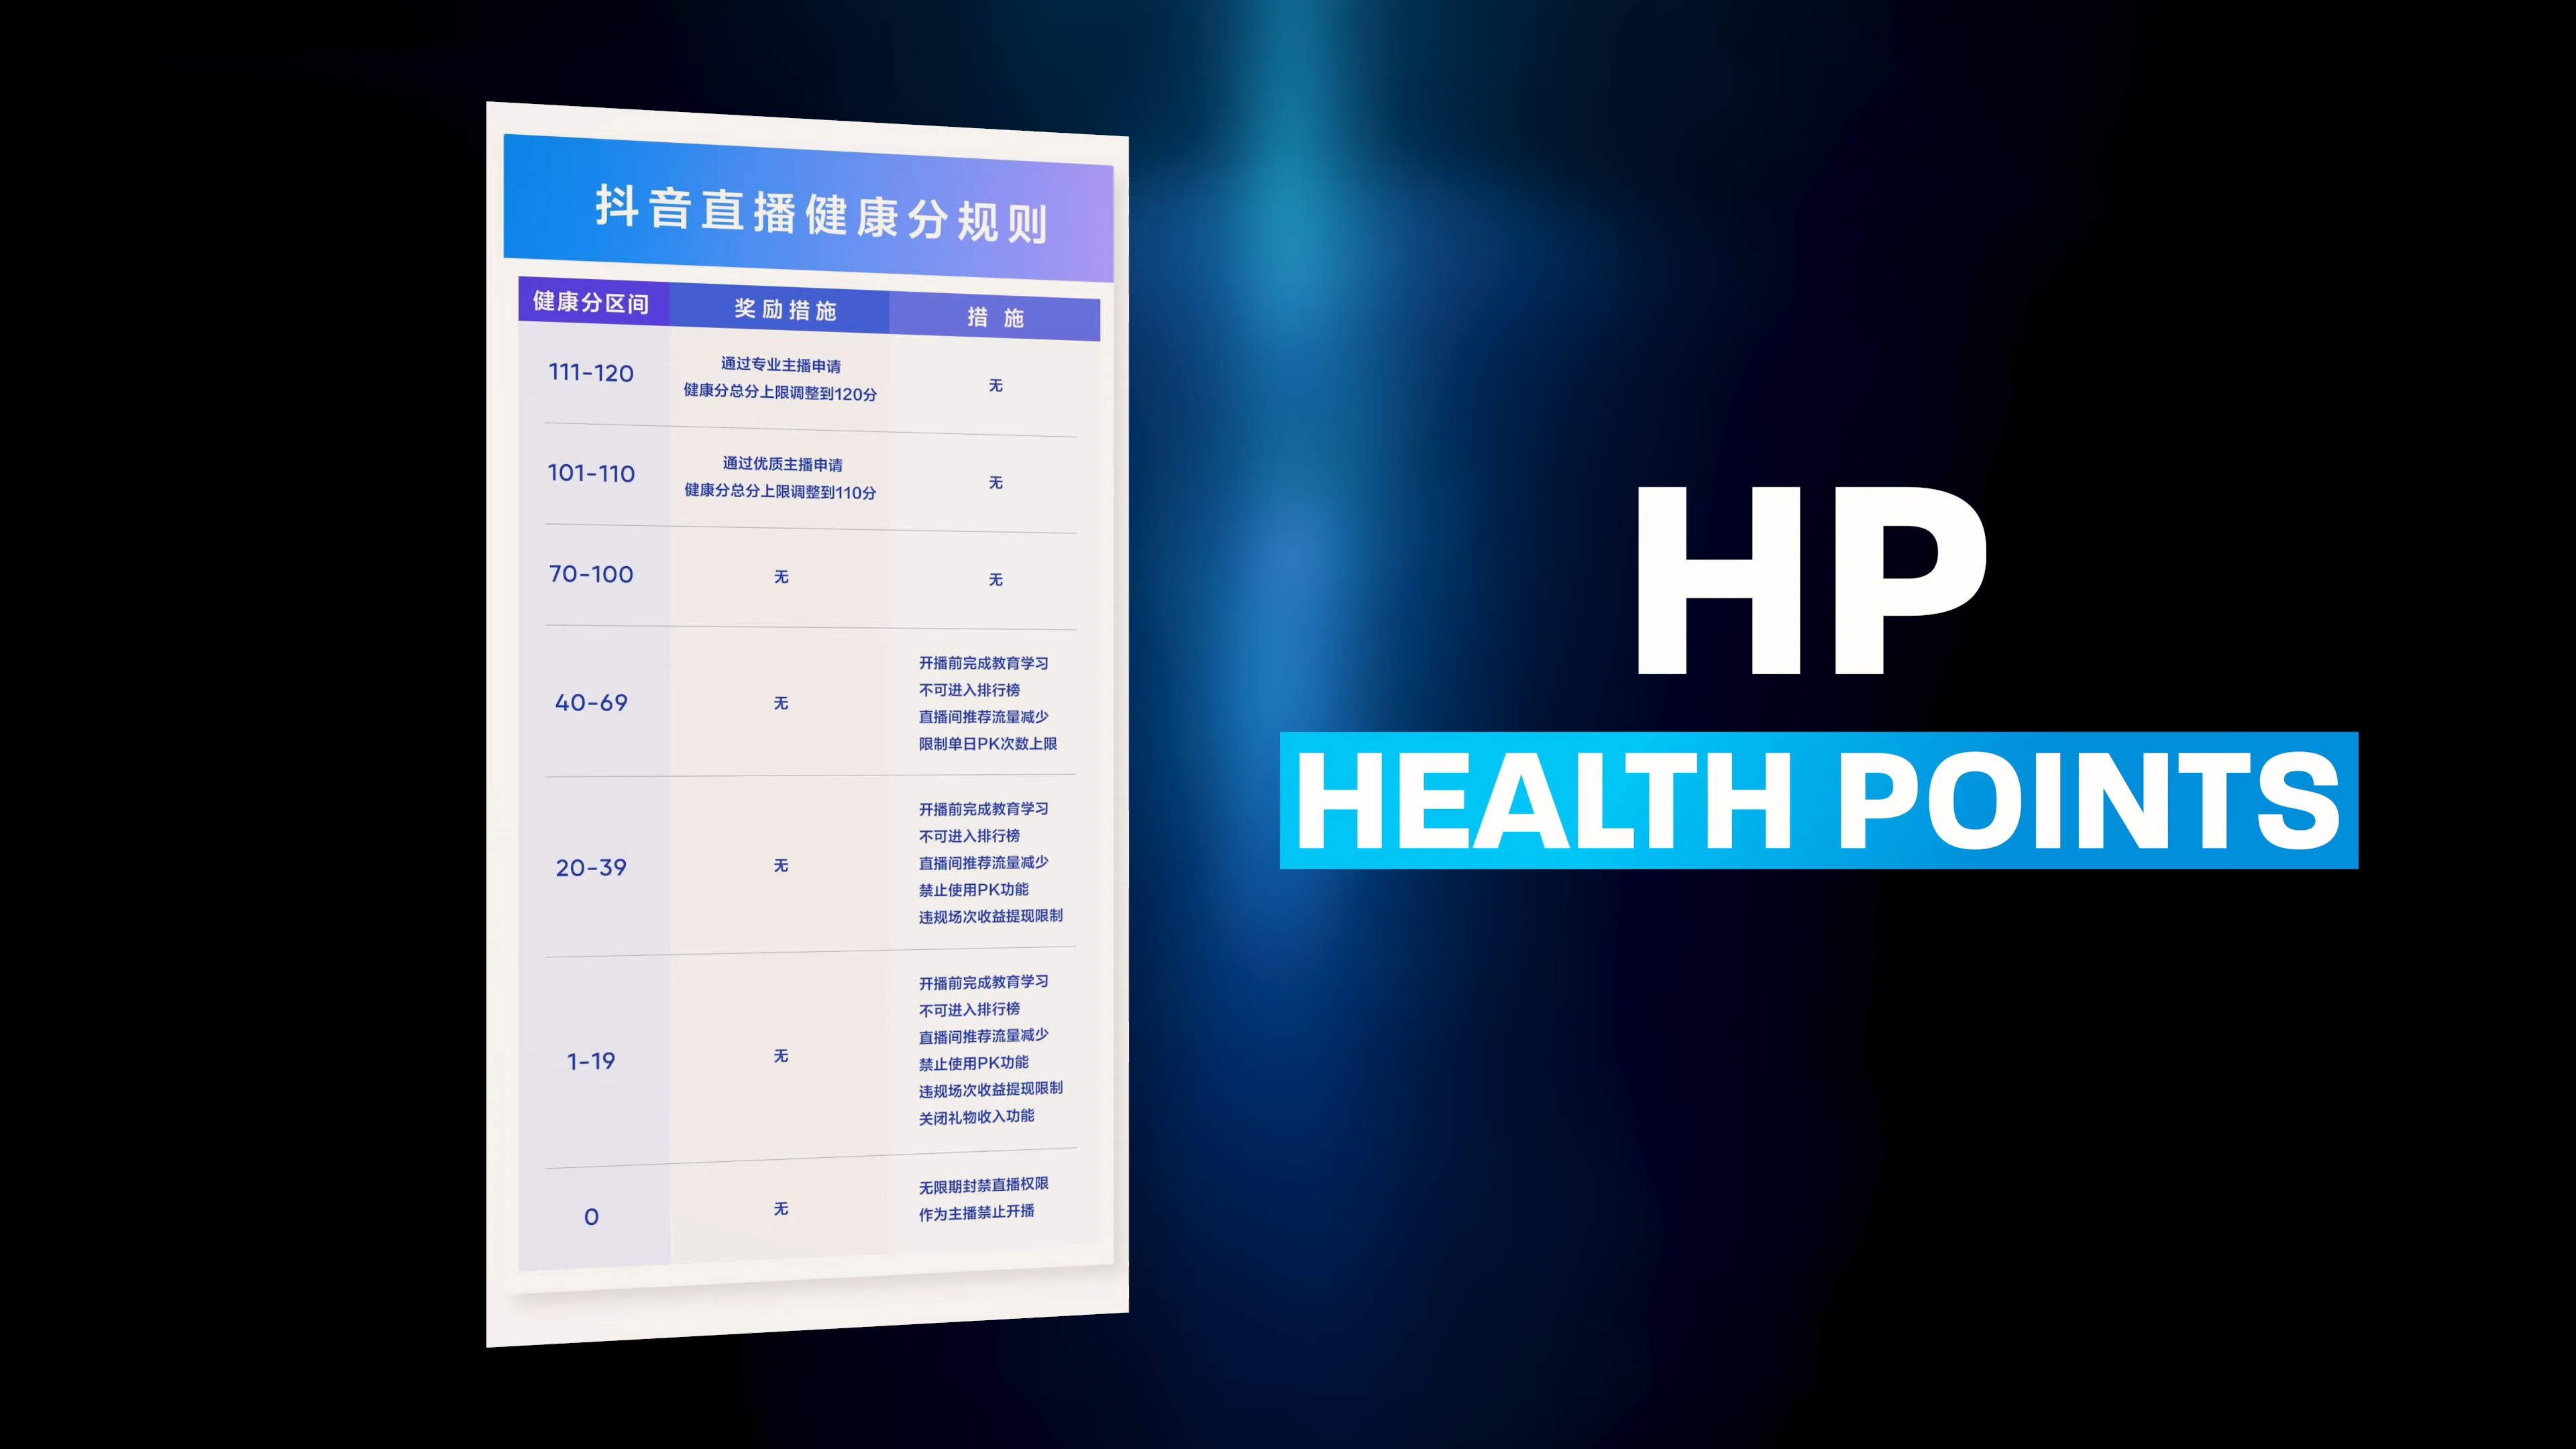 抖音直播健康分规则
健康分区间 奖励措施 措 施
111-120
通过专业主播申请
健康分总分上限调整到120分
无
101-110
通过优质主播申请
健康分总分上限调整到110分
无
70-100
无
无
40-69
无
开播前完成教育学习
不可进入排行榜
直播间推荐流量减少
限制单日PK次数上限
20-39
无
开播前完成教育学习
不可进入排行榜
直播间推荐流量减少
禁止使用PK功能
违规场次收益提现限制
1-19
无
开播前完成教育学习
不可进入排行榜
直播间推荐流量减少
禁止使用PK功能
违规场次收益提现限制
关闭礼物收入功能
0
无
无限期封禁直播权限
作为主播禁止开播
HP
HEALTH POINTS